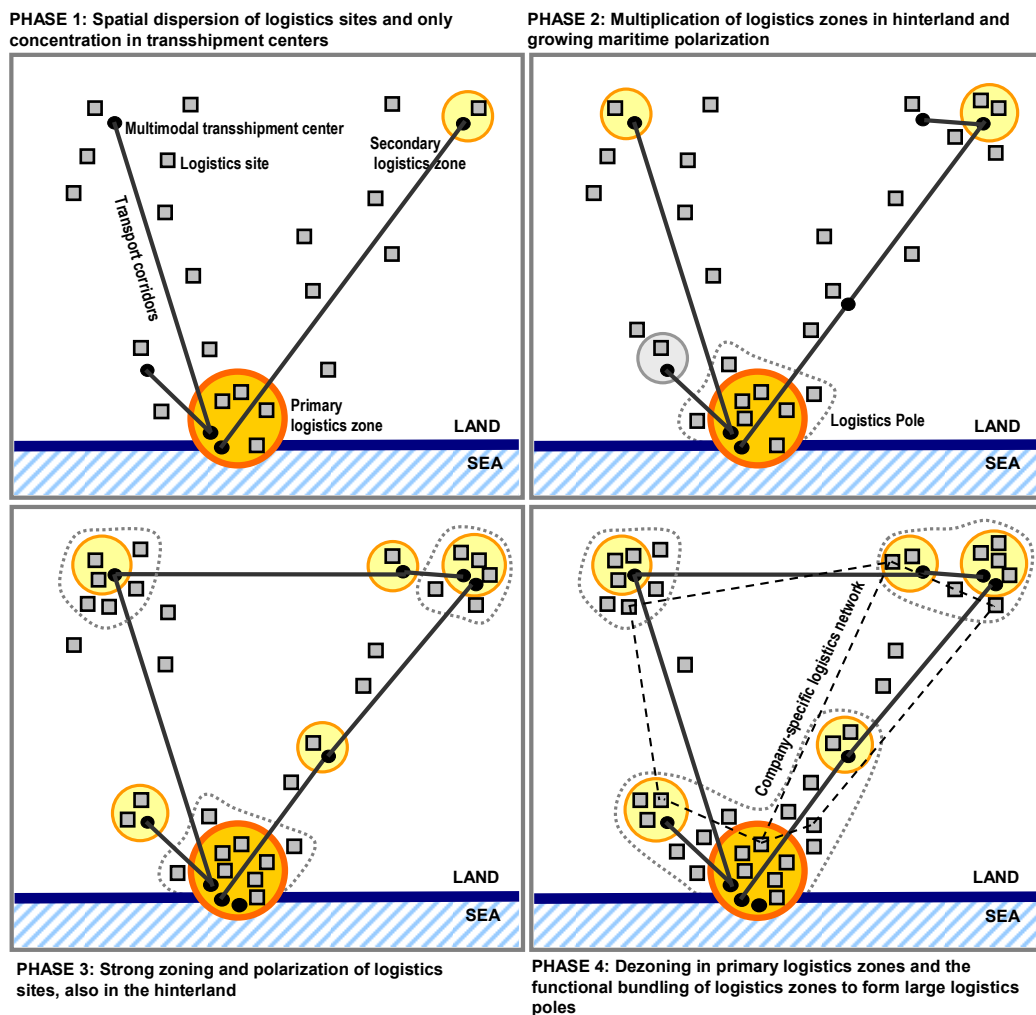 PHASE 1: Spatial dispersion of logistics sites and only
concentration in transshipment centers
Multimodal transshipment center
Logistics site
Secondary
logistics zone
Transport corridors
Primary
logistics zone
LAND
SEA
PHASE 2: Multiplication of logistics zones in hinterland and
growing maritime polarization
Logistics Pole
LAND
SEA
LAND
SEA
PHASE 3: Strong zoning and polarization of logistics
sites, also in the hinterland
Company-specific logistics network
LAND
SEA
PHASE 4: Dezoning in primary logistics zones and the
functional bundling of logistics zones to form large logistics
poles